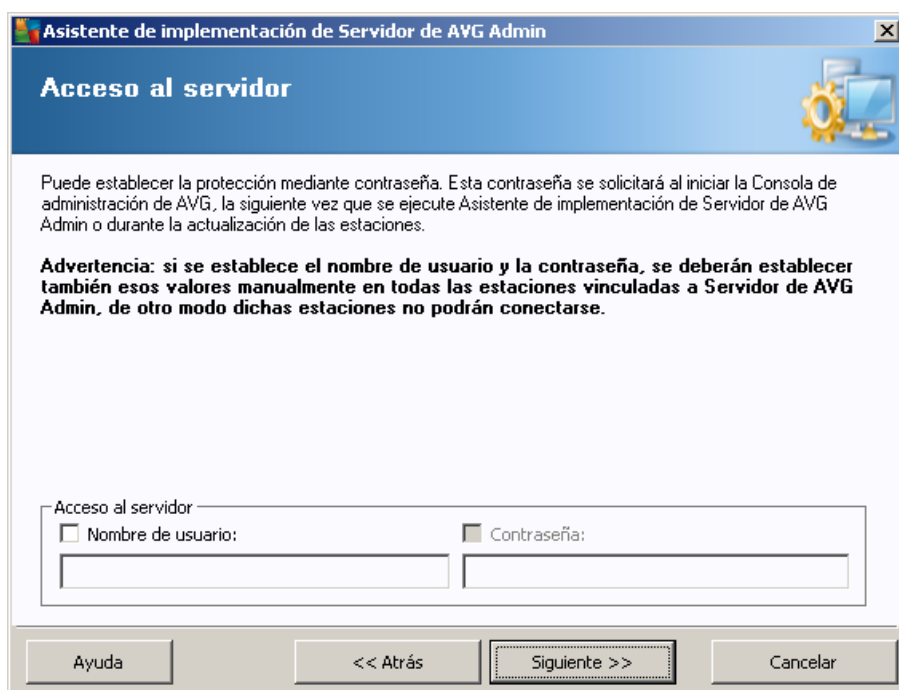 Asistente de implementación de Servidor de AVG Admin
Acceso al servidor
Puede establecer la protección mediante contraseña. Esta contraseña se solicitará al iniciar la Consola de
administración de AVG, la siguiente vez que se ejecute Asistente de implementación de Servidor de AVG
Admin o durante la actualización de las estaciones.
Advertencia: si se establece el nombre de usuario y la contraseña, se deberán establecer
también esos valores manualmente en todas las estaciones vinculadas a Servidor de AVG
Admin, de otro modo dichas estaciones no podrán conectarse.
Acceso al servidor
Nombre de usuario: Contraseña:
Ayuda << Atrás Siguiente >> Cancelar